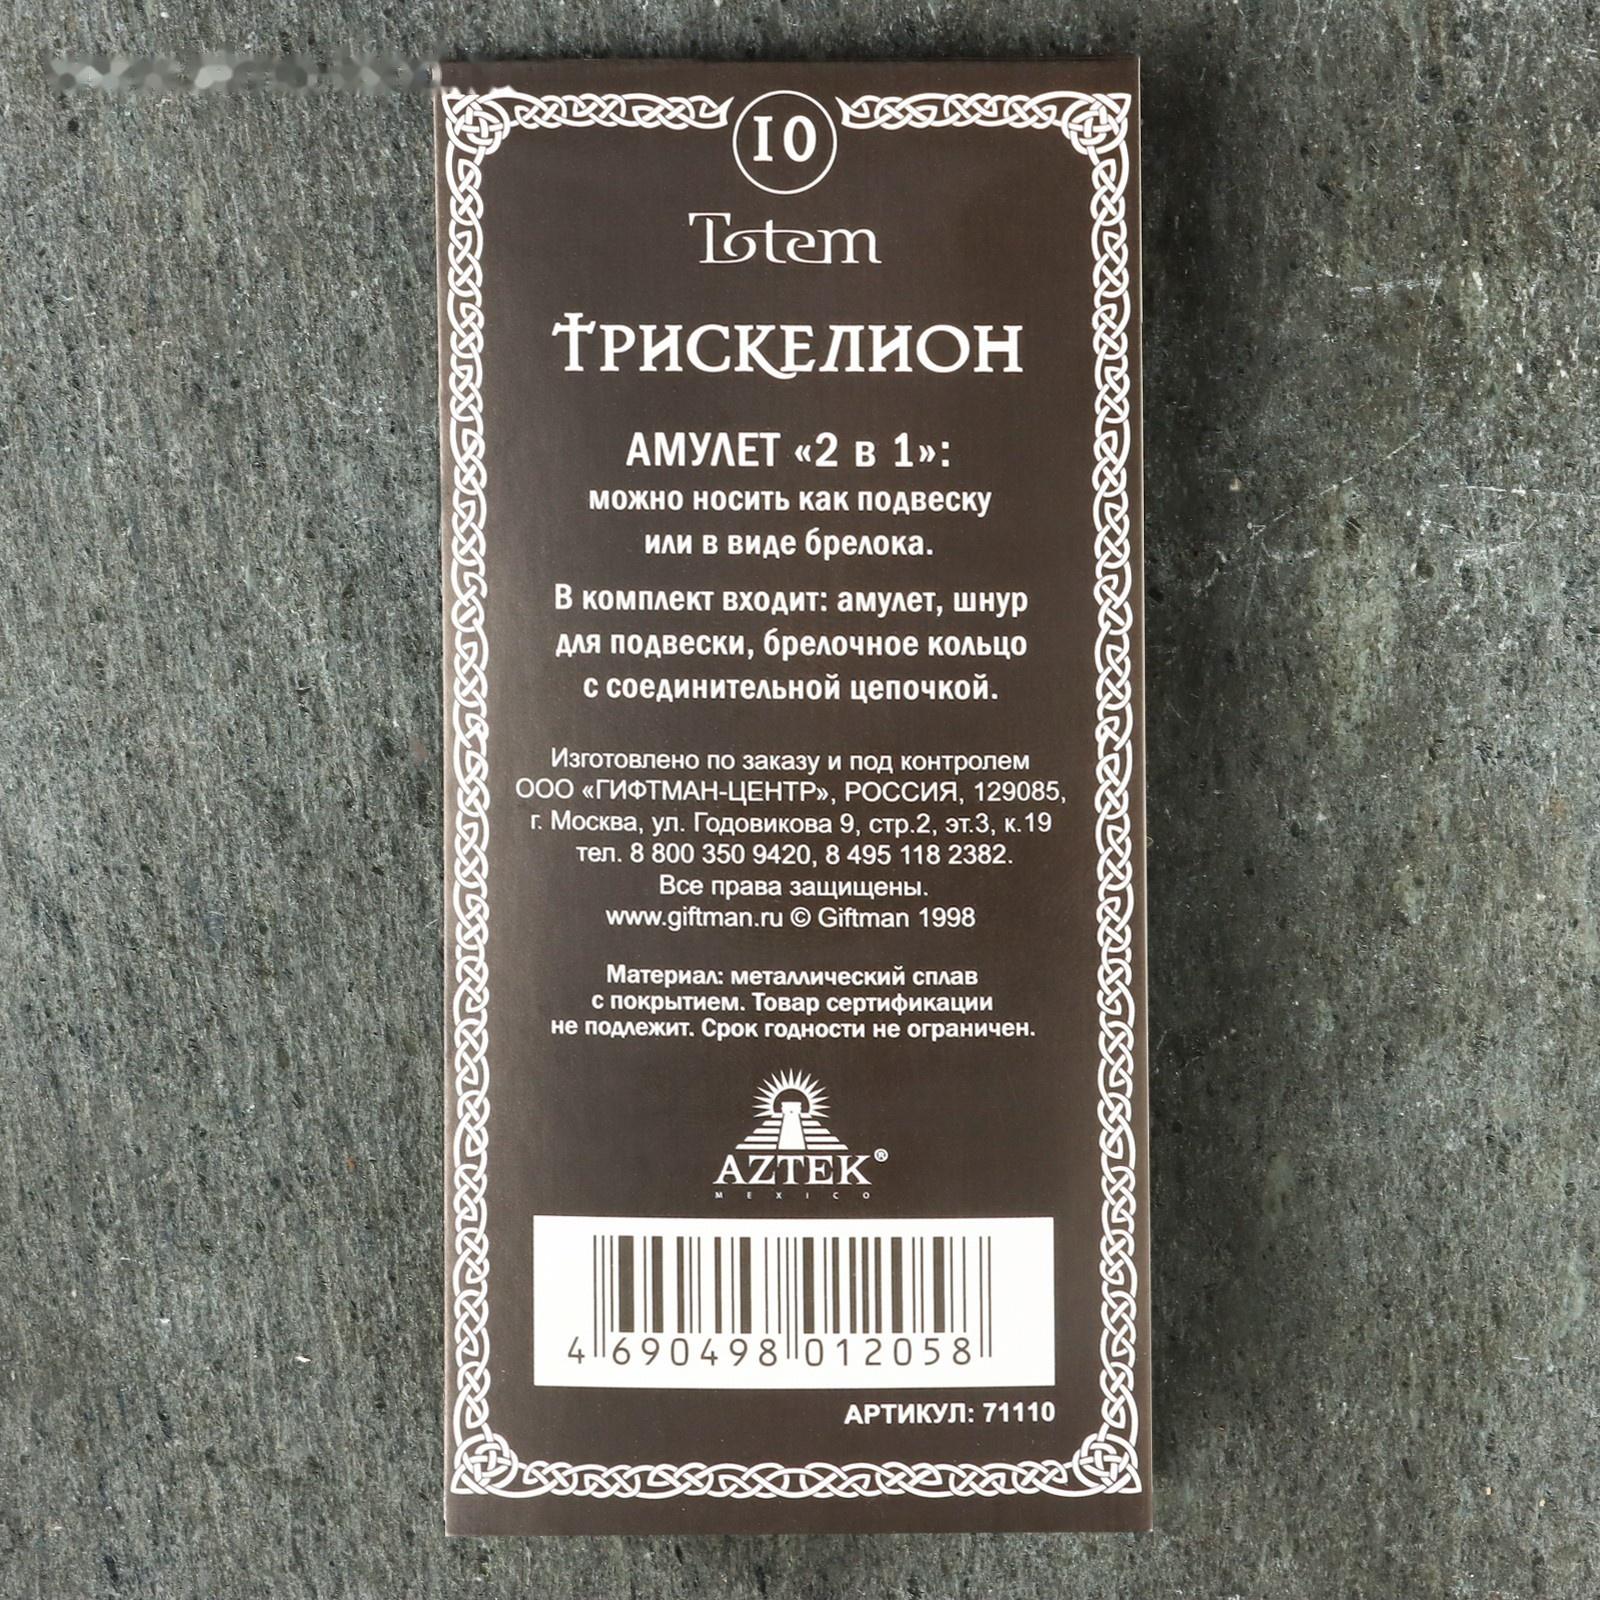 10
Totem
ТРИСКЕЛИОН
АМУЛЕТ «2 в 1»:
можно носить как подвеску
или в виде брелока.
В комплект входит: амулет, шнур
для подвески, брелочное кольцо
с соединительной цепочкой.
Изготовлено по заказу и под контролем
ООО «ГИФТМАН-ЦЕНТР», РОССИЯ, 129085,
г. Москва, ул. Годовикова 9, стр.2, эт.3, к.19
тел. 8 800 350 9420, 8 495 118 2382.
Все права защищены.
www.giftman.ru © Giftman 1998
Материал: металлический сплав
с покрытием. Товар сертификации
не подлежит. Срок годности не ограничен.
AZTEK®
MEXICO
4 690498 012058
АРТИКУЛ: 71110